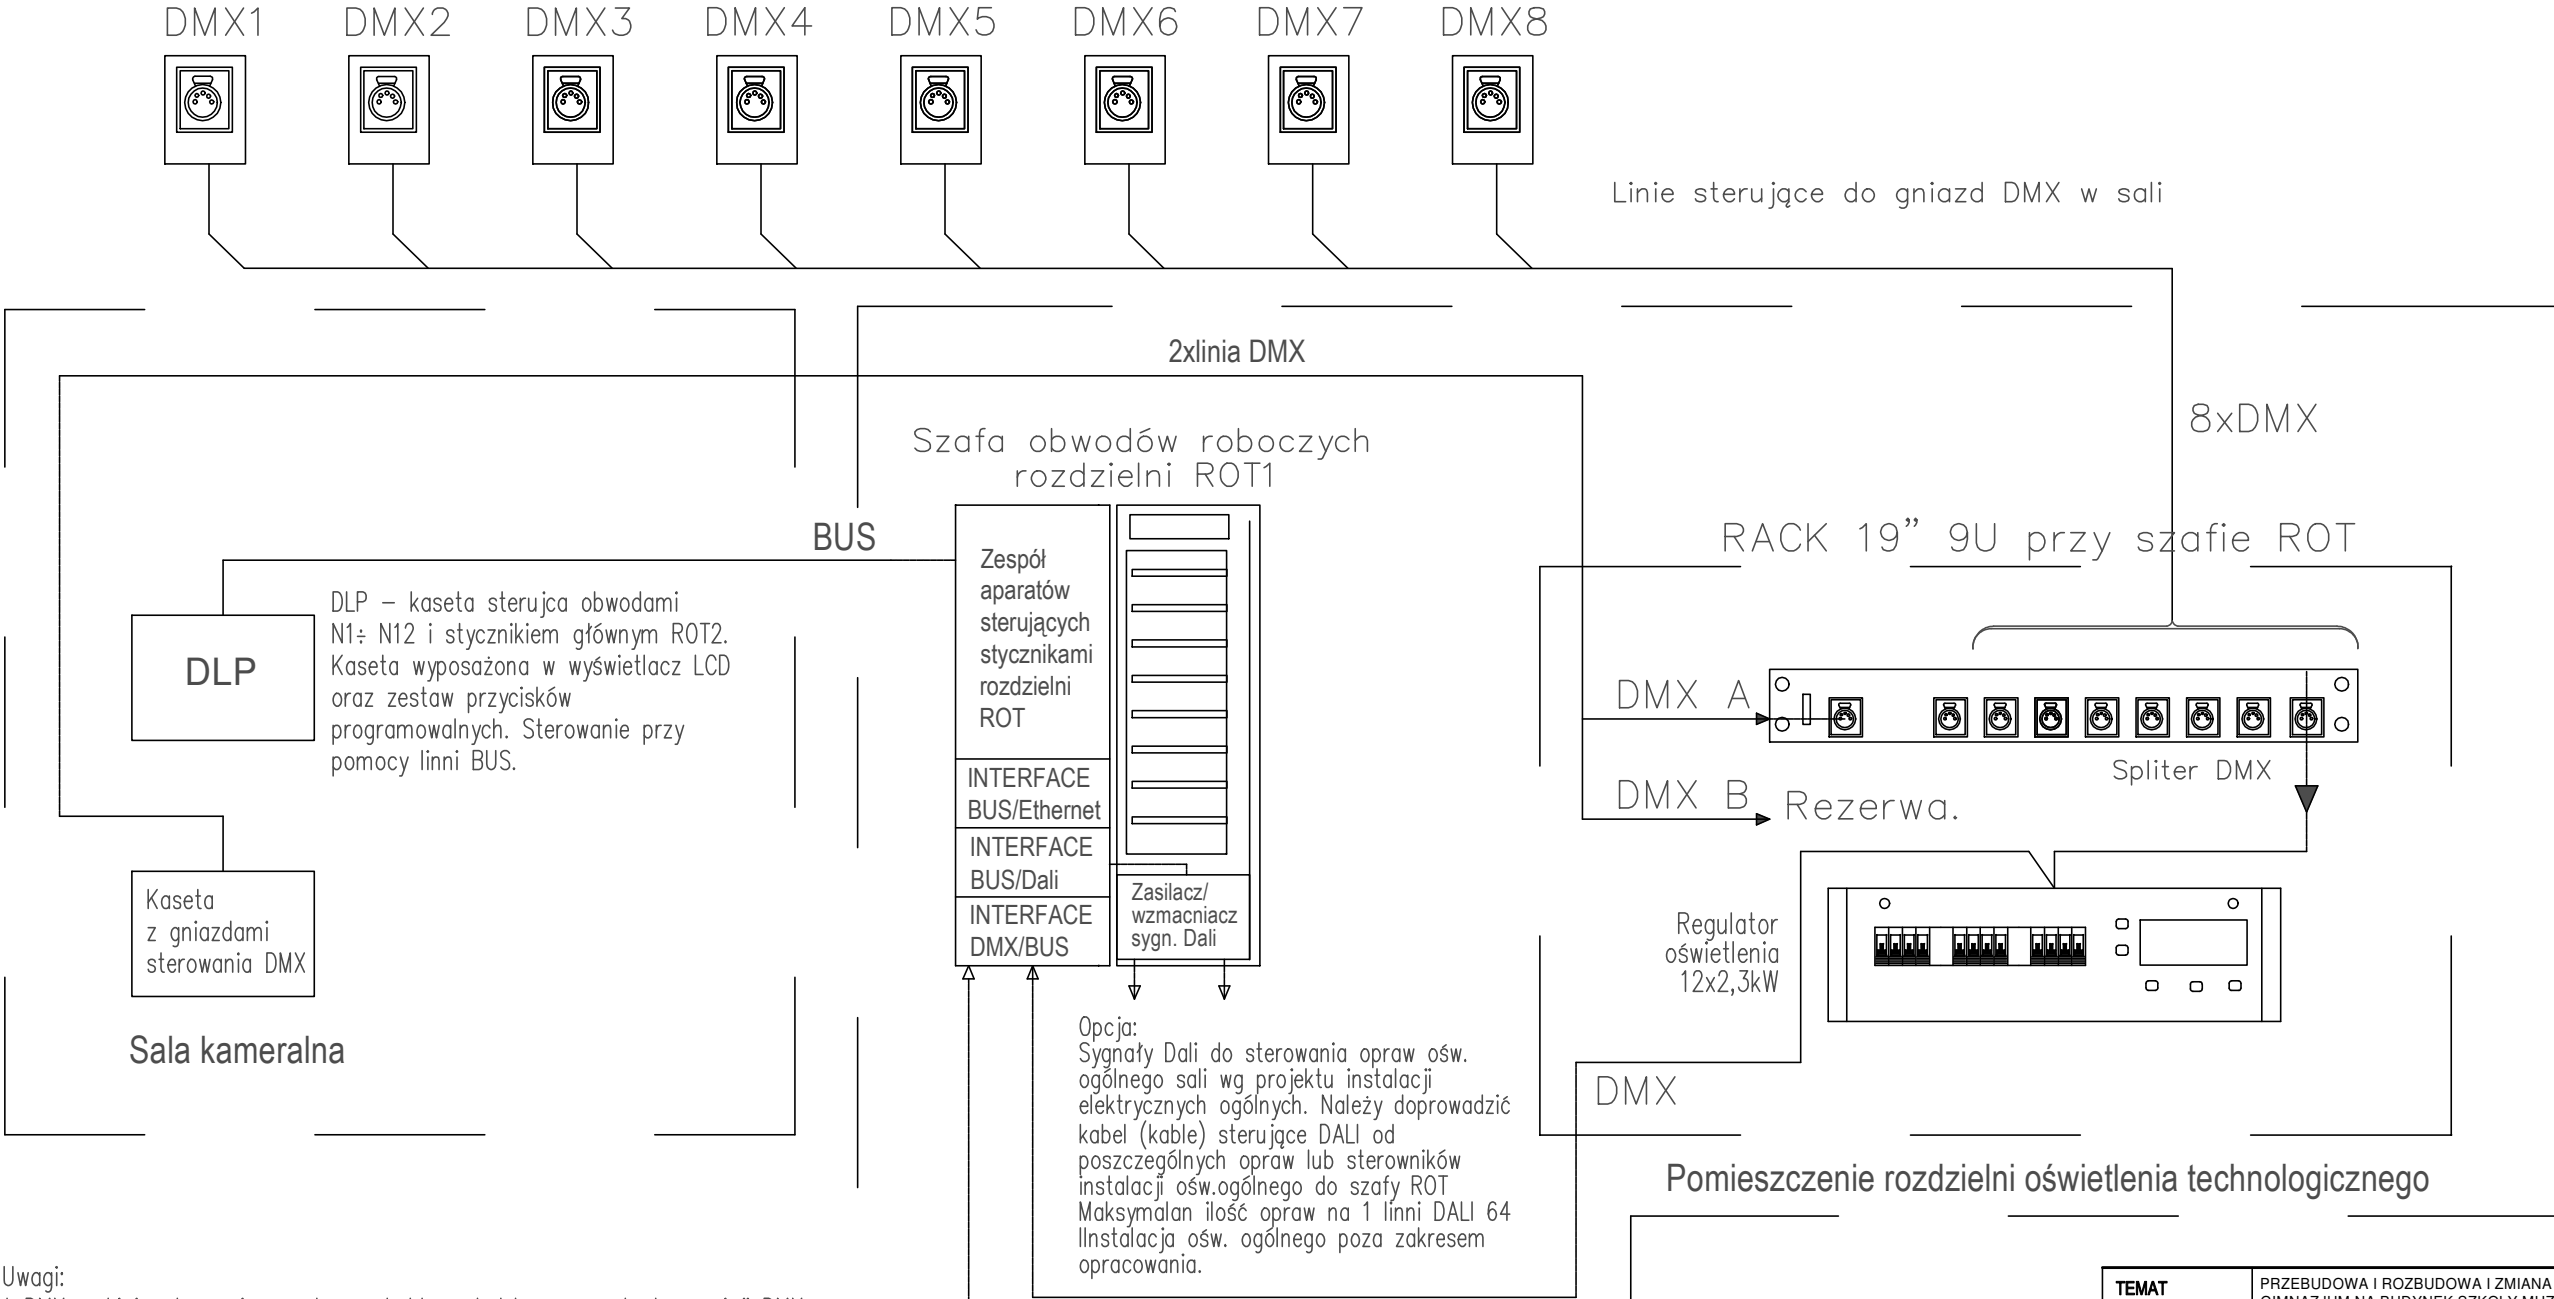 DMX1 DMX2 DMX3 DMX4 DMX5 DMX6 DMX7 DMX8
Linie sterujące do gniazd DMX w sali
2xlinia DMX
8xDMX
Szafa obwodów roboczych
rozdzielni ROT1
BUS
RACK 19" 9U przy szafie ROT
DLP
DLP – kaseta sterujca obwodami
N1÷ N12 i stycznikiem głównym ROT2.
Kaseta wyposażona w wyświetlacz LCD
oraz zestaw przycisków
programowalnych. Sterowanie przy
pomocy linni BUS.
Zespół
aparatów
sterujących
stycznikami
rozdzielni
ROT
INTERFACE
BUS/Ethernet
INTERFACE
BUS/Dali
INTERFACE
DMX/BUS
Zasilacz/
wzmacniacz
sygn. Dali
DMX A
Spliter DMX
DMX B Rezerwa.
Kaseta
z gniazdami
sterowania DMX
Sala kameralna
Regulator
oświetlenia
12x2,3kW
Opcja:
Sygnały Dali do sterowania opraw ośw.
ogólnego sali wg projektu instalacji
elektrycznych ogólnych. Należy doprowadzić
kabel (kable) sterujące DALI od
poszczególnych opraw lub sterowników
instalacji ośw.ogólnego do szafy ROT
Maksymalan ilość opraw na 1 linni DALI 64
IInstalacja ośw. ogólnego poza zakresem
opracowania.
DMX
Pomieszczenie rozdzielni oświetlenia technologicznego
Uwagi:
TEMAT
PRZEBUDOWA I ROZBUDOWA I ZMIANA